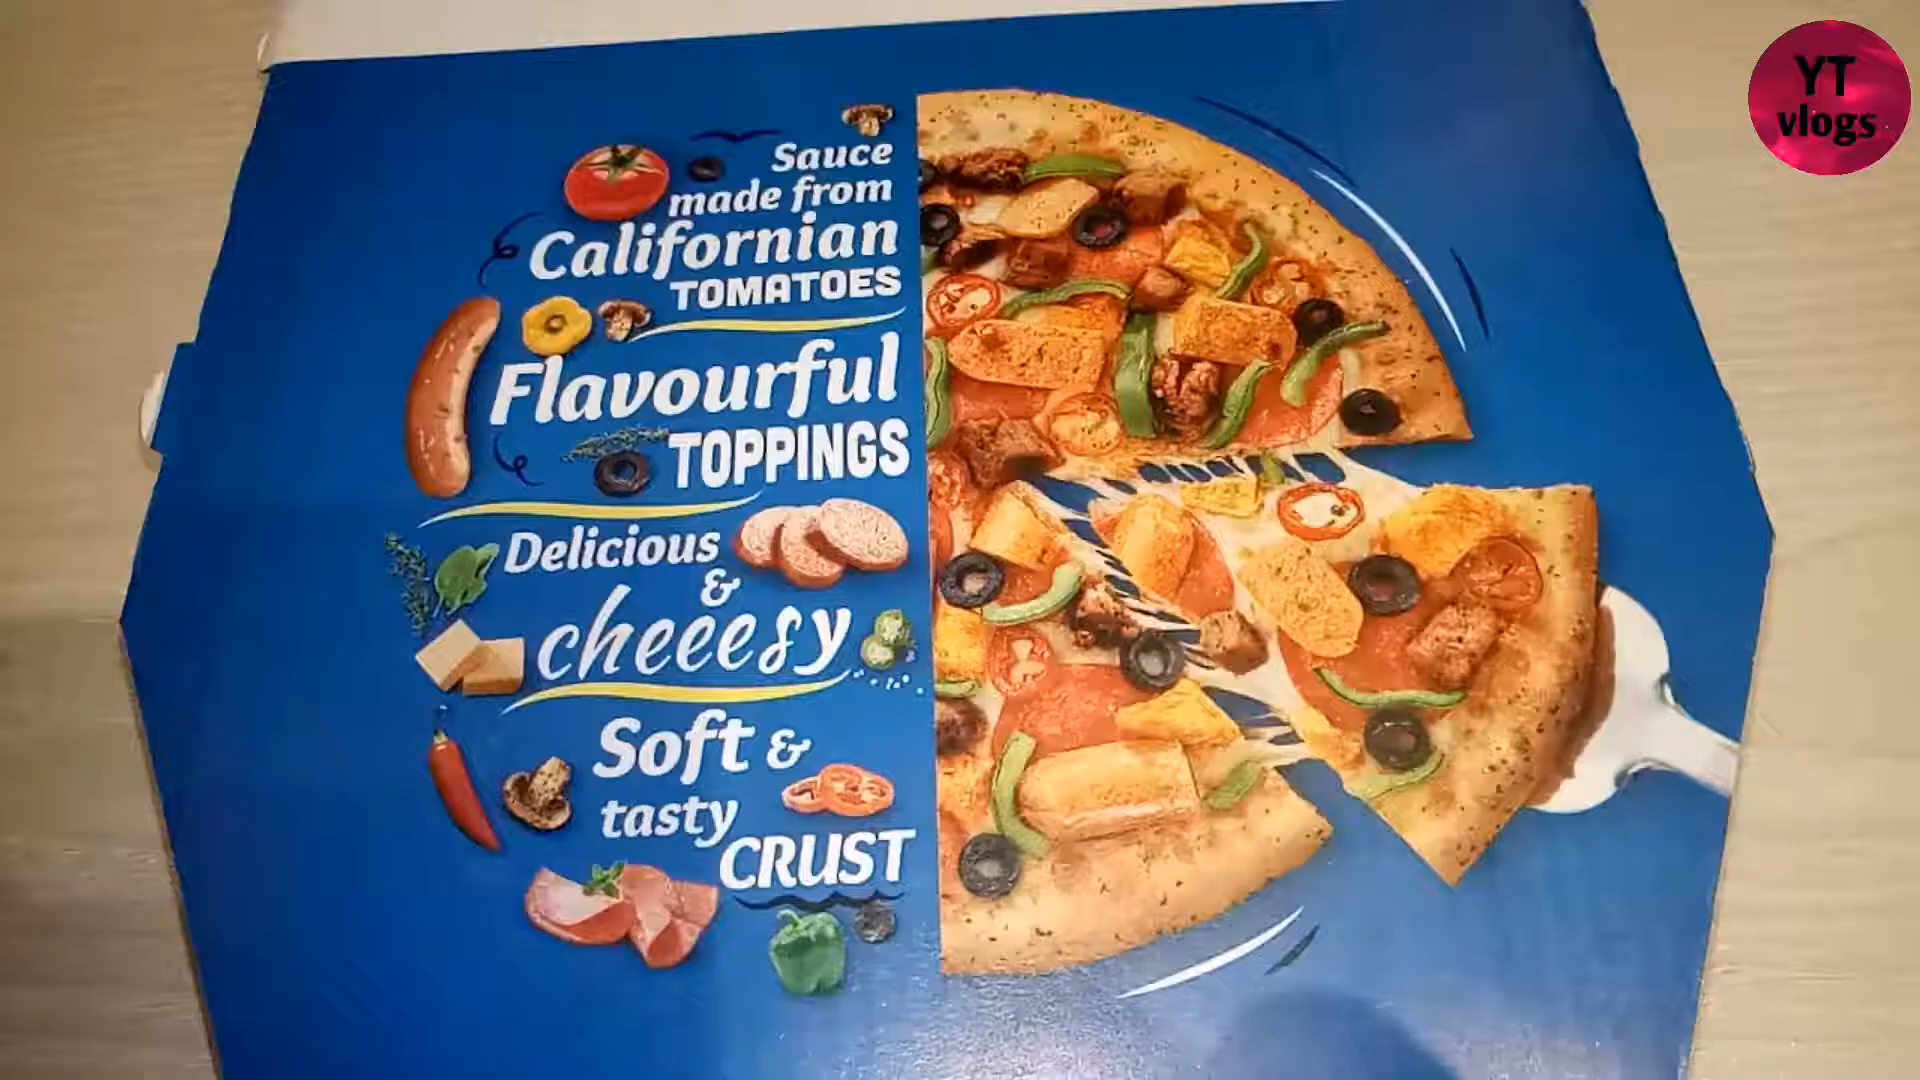 YT
vlogs
Sauce
made from
Californian
TOMATOES
Flavourful
TOPPINGS
Delicious
&
cheeesy
Soft &
tasty
CRUST